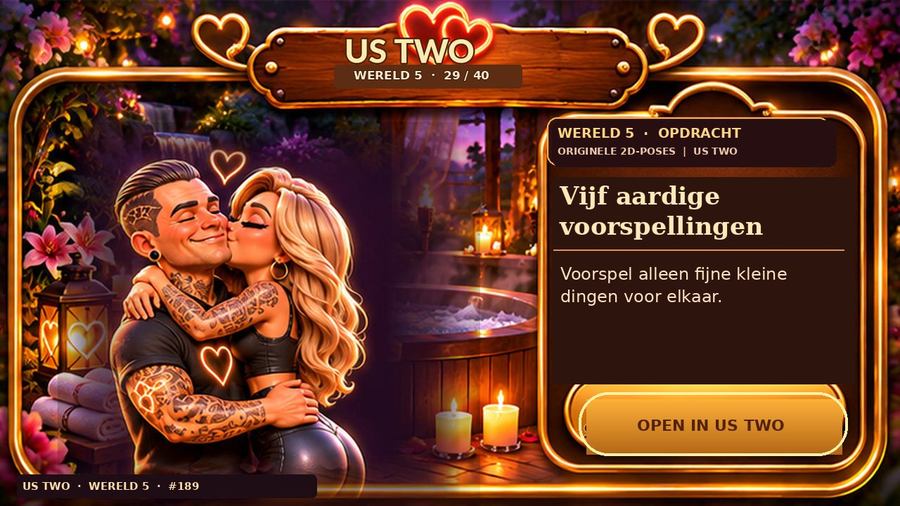 US TWO
WERELD 5 · 29 / 40
WERELD 5 · OPDRACHT
ORIGINELE 2D-POSES | US TWO
Vijf aardige
voorspellingen
Voorspel alleen fijne kleine
dingen voor elkaar.
OPEN IN US TWO
US TWO · WERELD 5 · #189